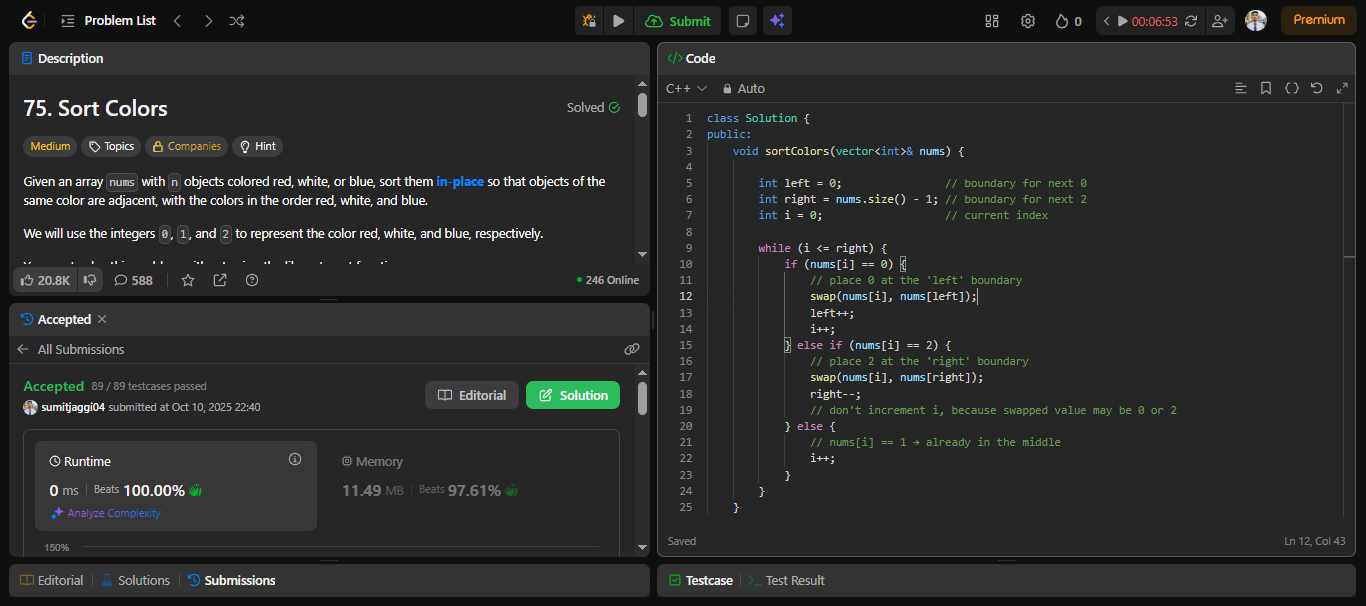 Problem List
Submit
0
00:06:53
Premium
Description
75. Sort Colors
Solved
Medium Topics Companies Hint
Given an array nums with n objects colored red, white, or blue, sort them in-place so that objects of the
same color are adjacent, with the colors in the order red, white, and blue.
We will use the integers 0, 1, and 2 to represent the color red, white, and blue, respectively.
20.8K 588 246 Online
Accepted
All Submissions
Accepted 89 / 89 testcases passed
sumitjaggi04 submitted at Oct 10, 2025 22:40
Editorial Solution
Runtime
0 ms Beats 100.00%
Analyze Complexity
Memory
11.49 MB Beats 97.61%
150%
Editorial Solutions Submissions
</> Code
C++ Auto
1 class Solution {
2 public:
3     void sortColors(vector<int>& nums) {
4
5         int left = 0;                // boundary for next 0
6         int right = nums.size() - 1; // boundary for next 2
7         int i = 0;                   // current index
8
9         while (i <= right) {
10             if (nums[i] == 0) {
11                 // place 0 at the 'left' boundary
12                 swap(nums[i], nums[left]);
13                 left++;
14                 i++;
15             } else if (nums[i] == 2) {
16                 // place 2 at the 'right' boundary
17                 swap(nums[i], nums[right]);
18                 right--;
19                 // don't increment i, because swapped value may be 0 or 2
20             } else {
21                 // nums[i] == 1 → already in the middle
22                 i++;
23             }
24         }
25     }
Saved Ln 12, Col 43
Testcase Test Result